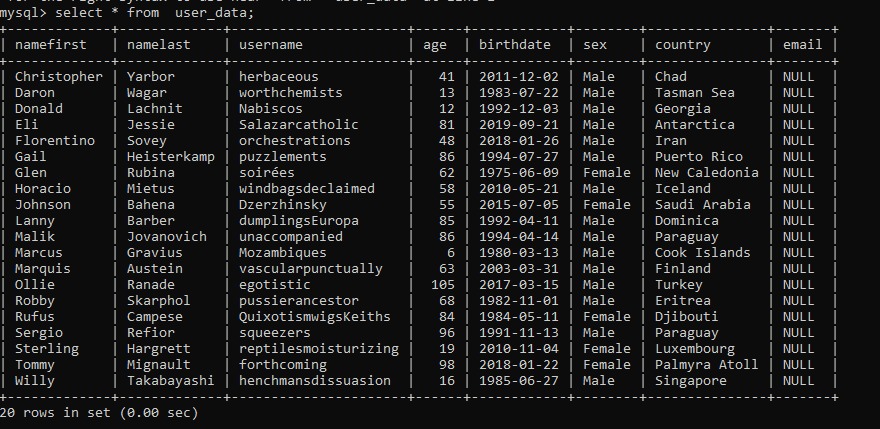 mysql> select * from  user_data;
+-------------+-------------+----------------------+------+------------+--------+---------------+-------+
| namefirst   | namelast    | username             | age  | birthdate  | sex    | country       | email |
+-------------+-------------+----------------------+------+------------+--------+---------------+-------+
| Christopher | Yarbor      | herbaceous           |   41 | 2011-12-02 | Male   | Chad          | NULL  |
| Daron       | Wagar       | worthchemists        |   13 | 1983-07-22 | Male   | Tasman Sea    | NULL  |
| Donald      | Lachnit     | Nabiscos             |   12 | 1992-12-03 | Male   | Georgia       | NULL  |
| Eli         | Jessie      | Salazarcatholic      |   81 | 2019-09-21 | Male   | Antarctica    | NULL  |
| Florentino  | Sovey       | orchestrations       |   48 | 2018-01-26 | Male   | Iran          | NULL  |
| Gail        | Heisterkamp | puzzlements          |   86 | 1994-07-27 | Male   | Puerto Rico   | NULL  |
| Glen        | Rubina      | soirées              |   62 | 1975-06-09 | Female | New Caledonia | NULL  |
| Horacio     | Mietus      | windbagsdeclaimed    |   58 | 2010-05-21 | Male   | Iceland       | NULL  |
| Johnson     | Bahena      | Dzerzhinsky          |   55 | 2015-07-05 | Female | Saudi Arabia  | NULL  |
| Lanny       | Barber      | dumplingsEuropa      |   85 | 1992-04-11 | Male   | Dominica      | NULL  |
| Malik       | Jovanovich  | unaccompanied        |   86 | 1994-04-14 | Male   | Paraguay      | NULL  |
| Marcus      | Gravius     | Mozambiques          |    6 | 1980-03-13 | Male   | Cook Islands  | NULL  |
| Marquis     | Austein     | vascularpunctually   |   63 | 2003-03-31 | Male   | Finland       | NULL  |
| Ollie       | Ranade      | egotistic            |  105 | 2017-03-15 | Male   | Turkey        | NULL  |
| Robby       | Skarphol    | pussierancestor      |   68 | 1982-11-01 | Male   | Eritrea       | NULL  |
| Rufus       | Campese     | QuixotismwigsKeiths  |   84 | 1984-05-11 | Female | Djibouti      | NULL  |
| Sergio      | Refior      | squeezers            |   96 | 1991-11-13 | Male   | Paraguay      | NULL  |
| Sterling    | Hargrett    | reptilesmoisturizing |   19 | 2010-11-04 | Female | Luxembourg    | NULL  |
| Tommy       | Mignault    | forthcoming          |   98 | 2018-01-22 | Female | Palmyra Atoll | NULL  |
| Willy       | Takabayashi | henchmansdissuasion  |   16 | 1985-06-27 | Male   | Singapore     | NULL  |
+-------------+-------------+----------------------+------+------------+--------+---------------+-------+
20 rows in set (0.00 sec)